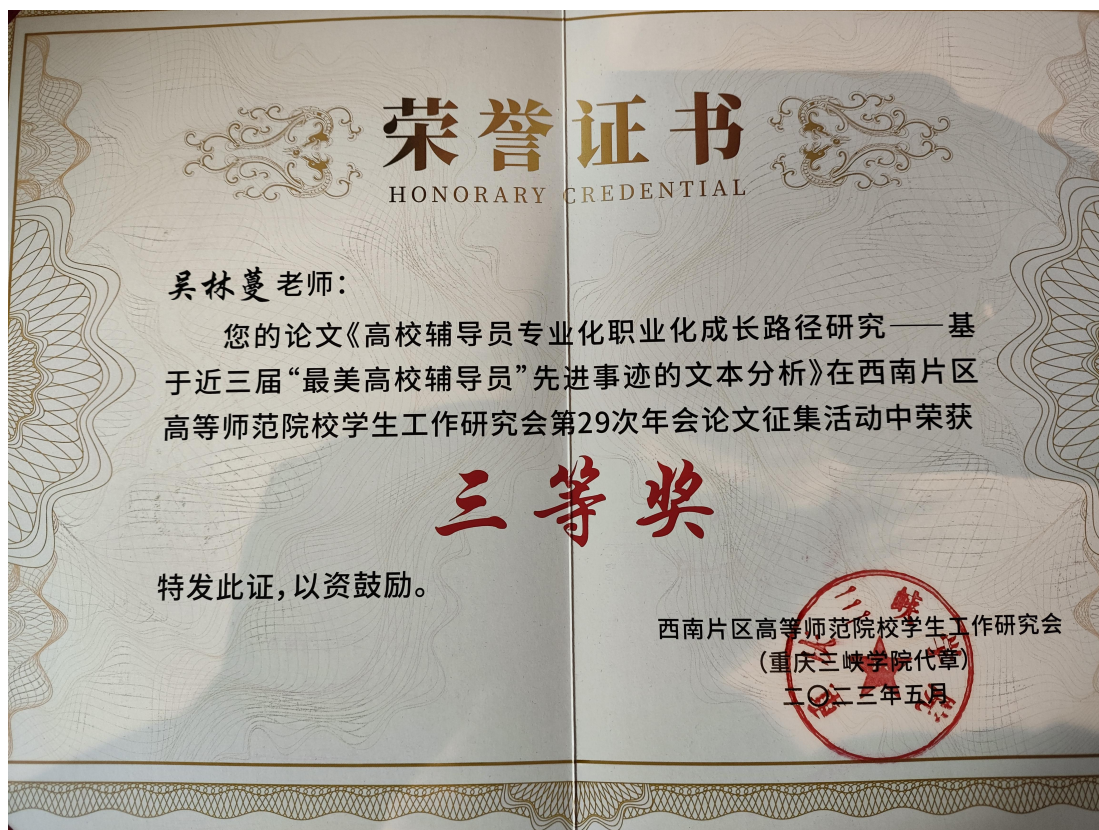 荣誉证书
HONORARY CREDENTIAL
吴林蔓老师：
您的论文《高校辅导员专业化职业化成长路径研究——基
于近三届“最美高校辅导员”先进事迹的文本分析》在西南片区
高等师范院校学生工作研究会第29次年会论文征集活动中荣获
三等奖
特发此证，以资鼓励。
西南片区高等师范院校学生工作研究会
（重庆三峡学院代章）
二〇二三年五月
重庆三峡学院